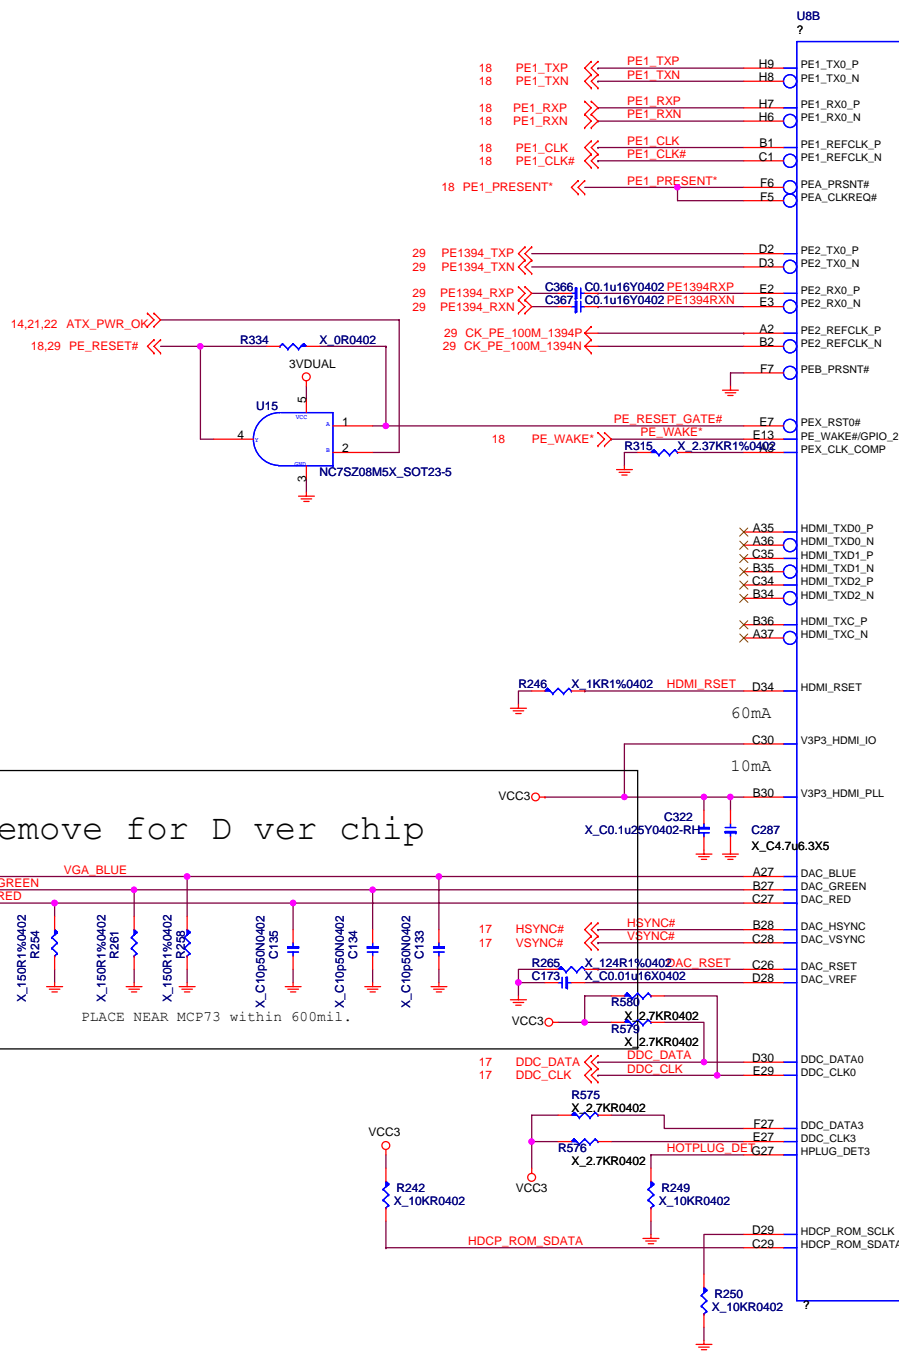 U8B
?
18 PE1_TXP PE1_TXP H9 PE1_TX0_P
18 PE1_TXN PE1_TXN H8 PE1_TX0_N
18 PE1_RXP PE1_RXP H7 PE1_RX0_P
18 PE1_RXN PE1_RXN H6 PE1_RX0_N
18 PE1_CLK PE1_CLK B1 PE1_REFCLK_P
18 PE1_CLK# PE1_CLK# C1 PE1_REFCLK_N
18 PE1_PRESENT* PE1_PRESENT* F6 PEA_PRSNT#
E5 PEA_CLKREQ#
29 PE1394_TXP D2 PE2_TX0_P
29 PE1394_TXN D3 PE2_TX0_N
29 PE1394_RXP C366 C0.1u16Y0402 PE1394RXP E2 PE2_RX0_P
29 PE1394_RXN C367 C0.1u16Y0402 PE1394RXN E3 PE2_RX0_N
14,21,22 ATX_PWR_OK
29 CK_PE_100M_1394P A2 PE2_REFCLK_P
18,29 PE_RESET# R334 X_0R0402
29 CK_PE_100M_1394N B2 PE2_REFCLK_N
3VDUAL
F7 PEB_PRSNT#
U15
5
VCC
4 Y A 1
B 2
GND
3
NC7SZ08M5X_SOT23-5
PE_RESET_GATE# E7 PEX_RST0#
18 PE_WAKE* PE_WAKE* E13 PE_WAKE#/GPIO_2
R315 X_2.37KR1%0402 PEX_CLK_COMP
A35 HDMI_TXD0_P
A36 HDMI_TXD0_N
C35 HDMI_TXD1_P
B35 HDMI_TXD1_N
C34 HDMI_TXD2_P
B34 HDMI_TXD2_N
B36 HDMI_TXC_P
A37 HDMI_TXC_N
R246 X_1KR1%0402 HDMI_RSET D34 HDMI_RSET
60mA
C30 V3P3_HDMI_IO
10mA
VCC3 B30 V3P3_HDMI_PLL
C322
X_C0.1u25Y0402-RH
C287
X_C4.7u6.3X5
emove for D ver chip
VGA_BLUE A27 DAC_BLUE
GREEN B27 DAC_GREEN
RED C27 DAC_RED
X_150R1%0402
R254
X_150R1%0402
R261
X_150R1%0402
R258
X_C10p50N0402
C135
X_C10p50N0402
C134
X_C10p50N0402
C133
17 HSYNC# HSYNC# B28 DAC_HSYNC
17 VSYNC# VSYNC# C28 DAC_VSYNC
R265 X_124R1%0402 DAC_RSET C26 DAC_RSET
C173 X_C0.01u16X0402 D28 DAC_VREF
PLACE NEAR MCP73 within 600mil.
R580
X_2.7KR0402
VCC3
R579
X_2.7KR0402
17 DDC_DATA DDC_DATA D30 DDC_DATA0
17 DDC_CLK DDC_CLK E29 DDC_CLK0
R575
X_2.7KR0402
F27 DDC_DATA3
E27 DDC_CLK3
R576
X_2.7KR0402
HOTPLUG_DET G27 HPLUG_DET3
VCC3
VCC3
R242
X_10KR0402
R249
X_10KR0402
D29 HDCP_ROM_SCLK
HDCP_ROM_SDATA C29 HDCP_ROM_SDATA
R250
X_10KR0402
?